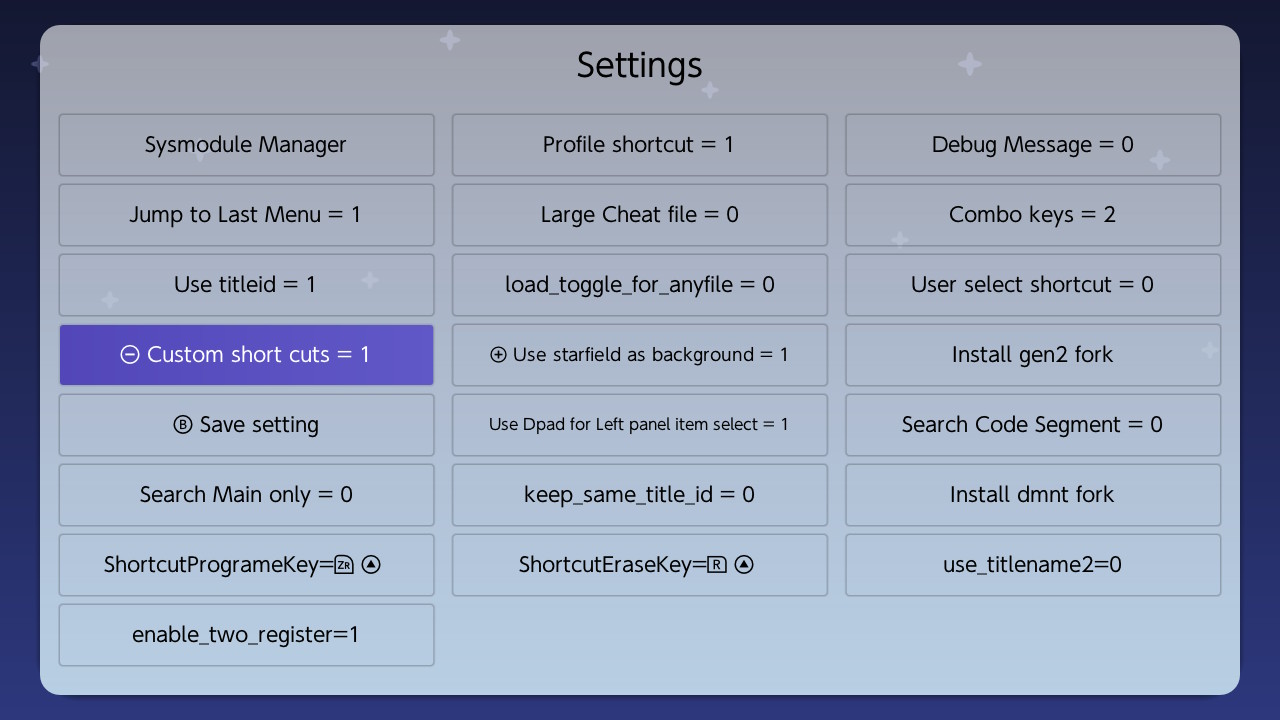 Settings
Sysmodule Manager
Profile shortcut = 1
Debug Message = 0
Jump to Last Menu = 1
Large Cheat file = 0
Combo keys = 2
Use titleid = 1
load_toggle_for_anyfile = 0
User select shortcut = 0
⊖ Custom short cuts = 1
⊕ Use starfield as background = 1
Install gen2 fork
Ⓑ Save setting
Use Dpad for Left panel item select = 1
Search Code Segment = 0
Search Main only = 0
keep_same_title_id = 0
Install dmnt fork
ShortcutProgrameKey=ZR
ShortcutEraseKey=R
use_titlename2=0
enable_two_register=1